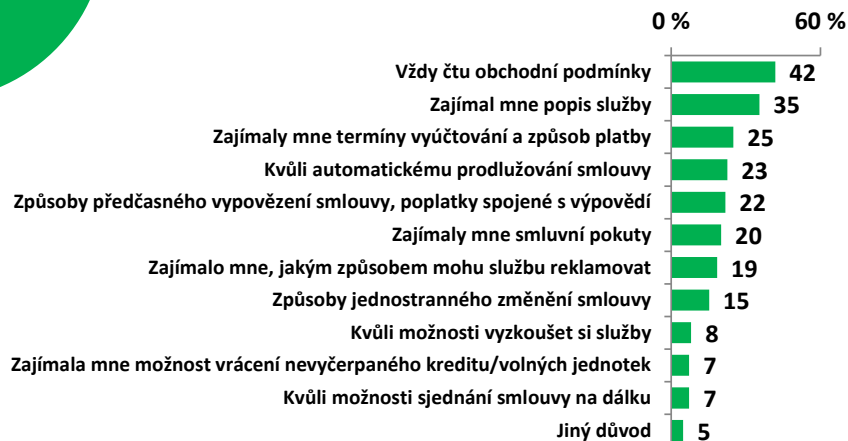 0 % 60 %
Vždy čtu obchodní podmínky 42
Zajímal mne popis služby 35
Zajímaly mne termíny vyúčtování a způsob platby 25
Kvůli automatickému prodlužování smlouvy 23
Způsoby předčasného vypovězení smlouvy, poplatky spojené s výpovědí 22
Zajímaly mne smluvní pokuty 20
Zajímalo mne, jakým způsobem mohu službu reklamovat 19
Způsoby jednostranného změnění smlouvy 15
Kvůli možnosti vyzkoušet si služby 8
Zajímala mne možnost vrácení nevyčerpaného kreditu/volných jednotek 7
Kvůli možnosti sjednání smlouvy na dálku 7
Jiný důvod 5